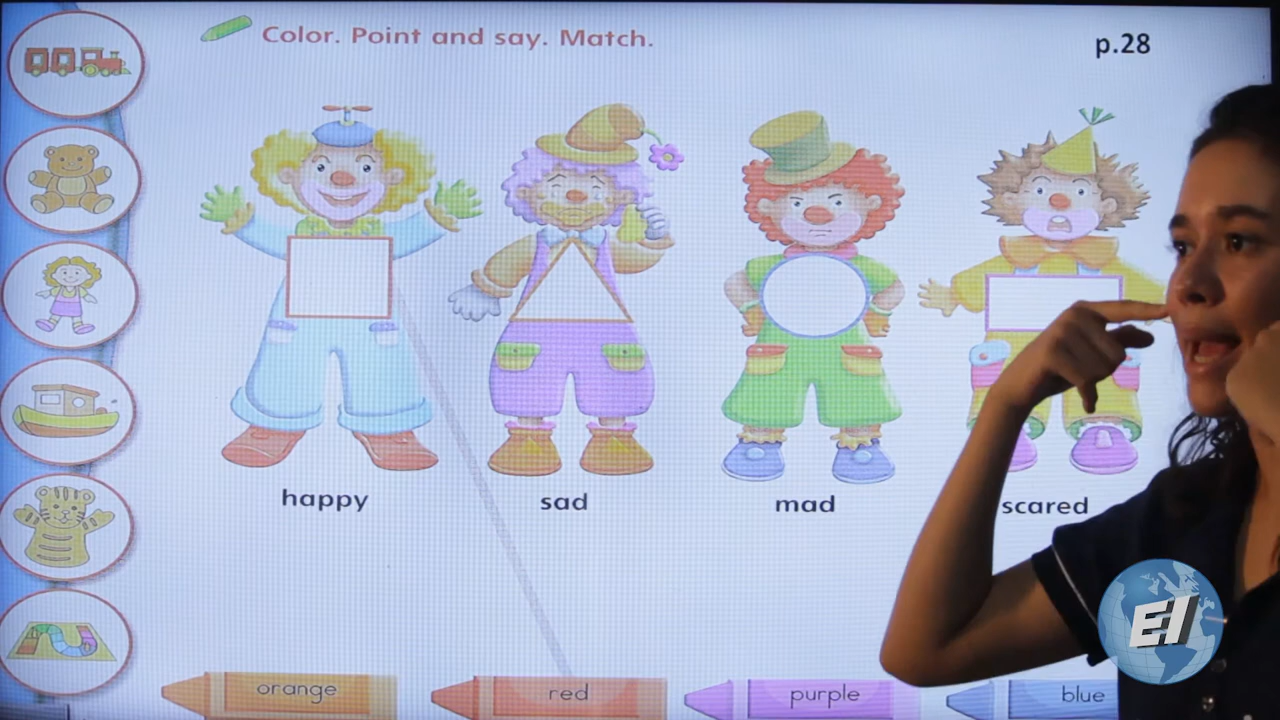 Color. Point and say. Match.
p.28
happy
sad
mad
scared
orange
red
purple
blue
EI